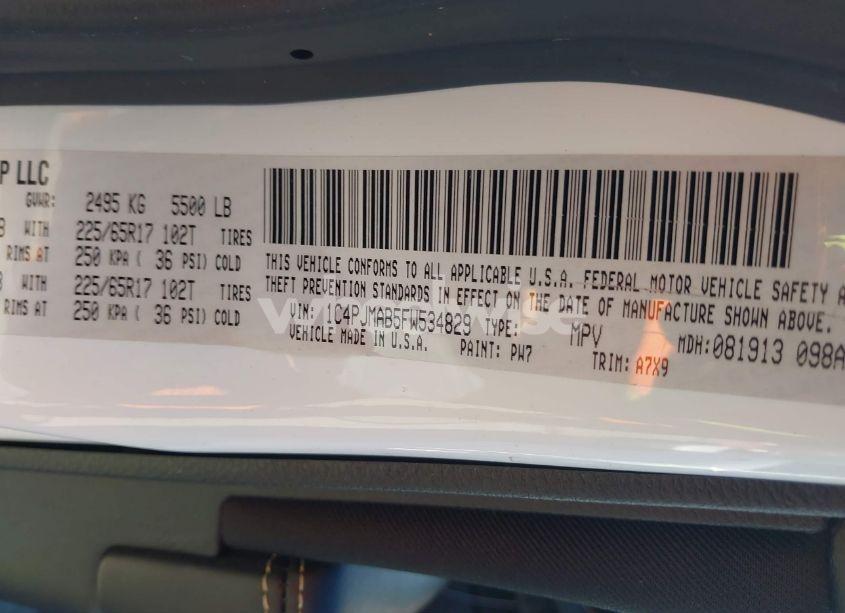 P LLC
GVWR: 2495 KG 5500 LB
WITH 225/65R17 102T TIRES
RIMS AT 250 KPA ( 36 PSI) COLD
WITH 225/65R17 102T TIRES
RIMS AT 250 KPA ( 36 PSI) COLD
THIS VEHICLE CONFORMS TO ALL APPLICABLE U.S.A. FEDERAL MOTOR VEHICLE SAFETY A
THEFT PREVENTION STANDARDS IN EFFECT ON THE DATE OF MANUFACTURE SHOWN ABOVE.
VIN: 1C4PJMAB5FW534829 TYPE: MPV MDH:081913 098A
VEHICLE MADE IN U.S.A. PAINT: PW7 TRIM: A7X9